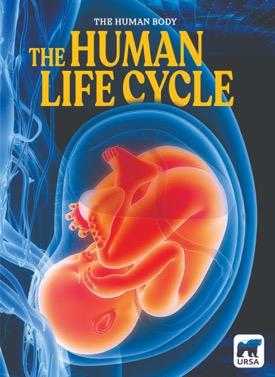 THE HUMAN BODY
THE HUMAN
LIFE CYCLE
URSA